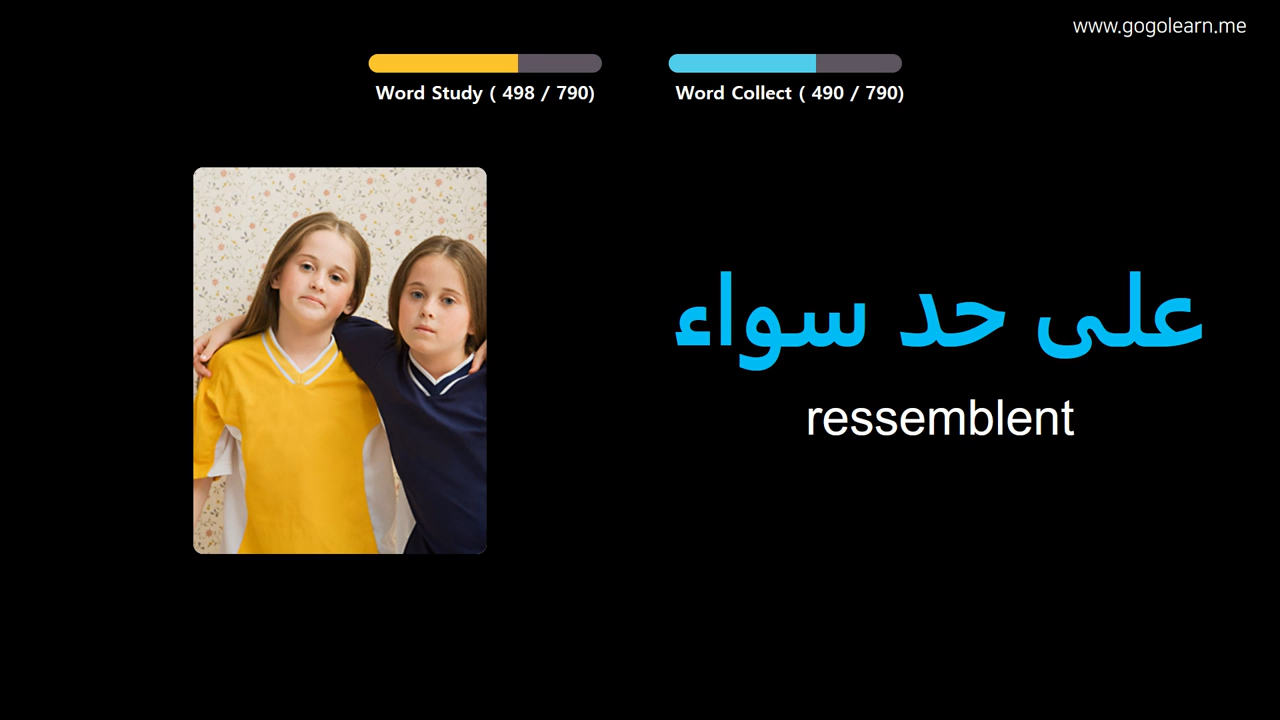 www.gogolearn.me
Word Study ( 498 / 790)
Word Collect ( 490 / 790)
على حد سواء
ressemblent